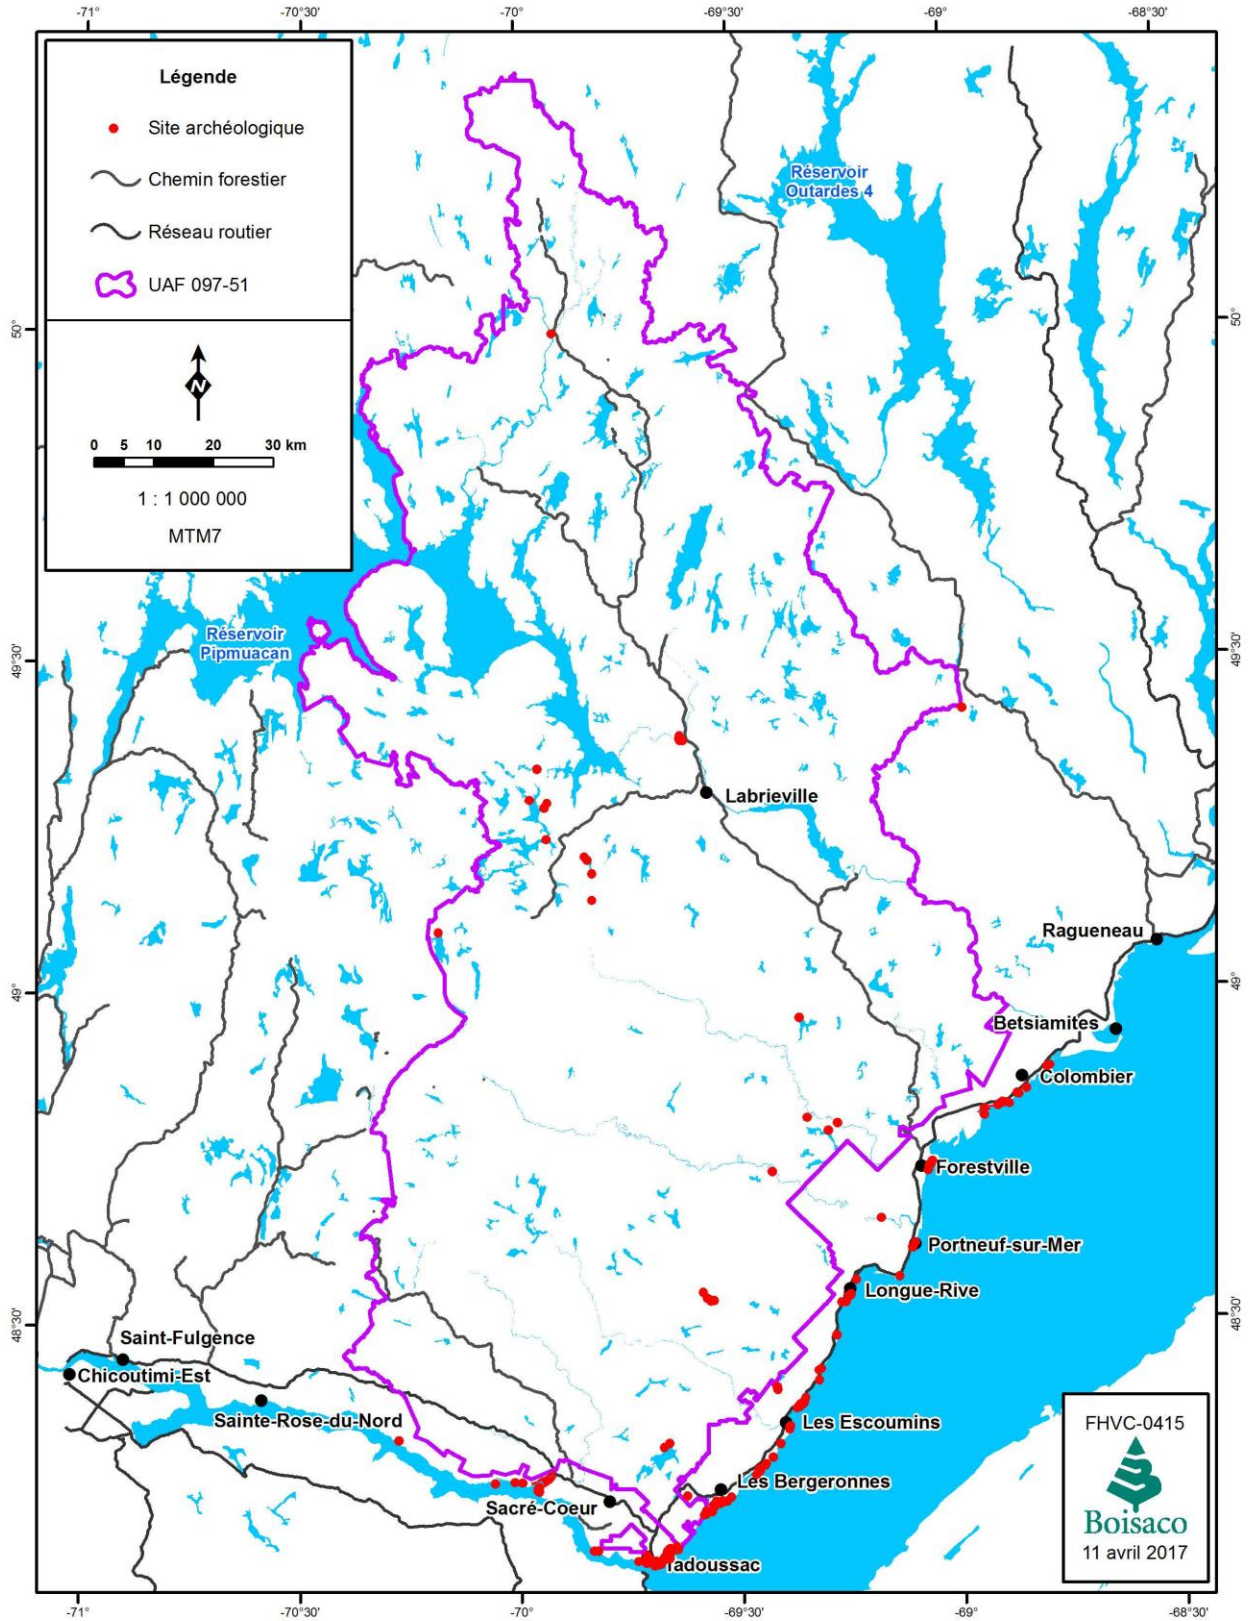 -71°
-70°30'
-70°
-69°30'
-69°
-68°30'
Légende
Site archéologique
Chemin forestier
Réseau routier
UAF 097-51
N
0 5 10 20 30 km
1 : 1 000 000
MTM7
Réservoir
Outardes 4
50°
50°
Réservoir
Pipmuacan
49°30'
49°30'
Labrieville
Ragueneau
49°
49°
Betsiamites
Colombier
Forestville
Portneuf-sur-Mer
Longue-Rive
48°30'
48°30'
Saint-Fulgence
Chicoutimi-Est
Sainte-Rose-du-Nord
Les Escoumins
Les Bergeronnes
Sacré-Coeur
Tadoussac
FHVC-0415
Boisaco
11 avril 2017
-71°
-70°30'
-70°
-69°30'
-69°
-68°30'